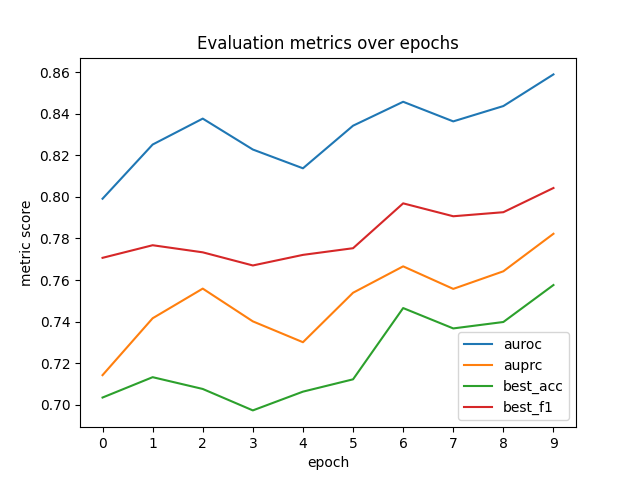 Evaluation metrics over epochs
metric score
0.86
0.84
0.82
0.80
0.78
0.76
0.74
0.72
0.70
auroc
auprc
best_acc
best_f1
0 1 2 3 4 5 6 7 8 9
epoch